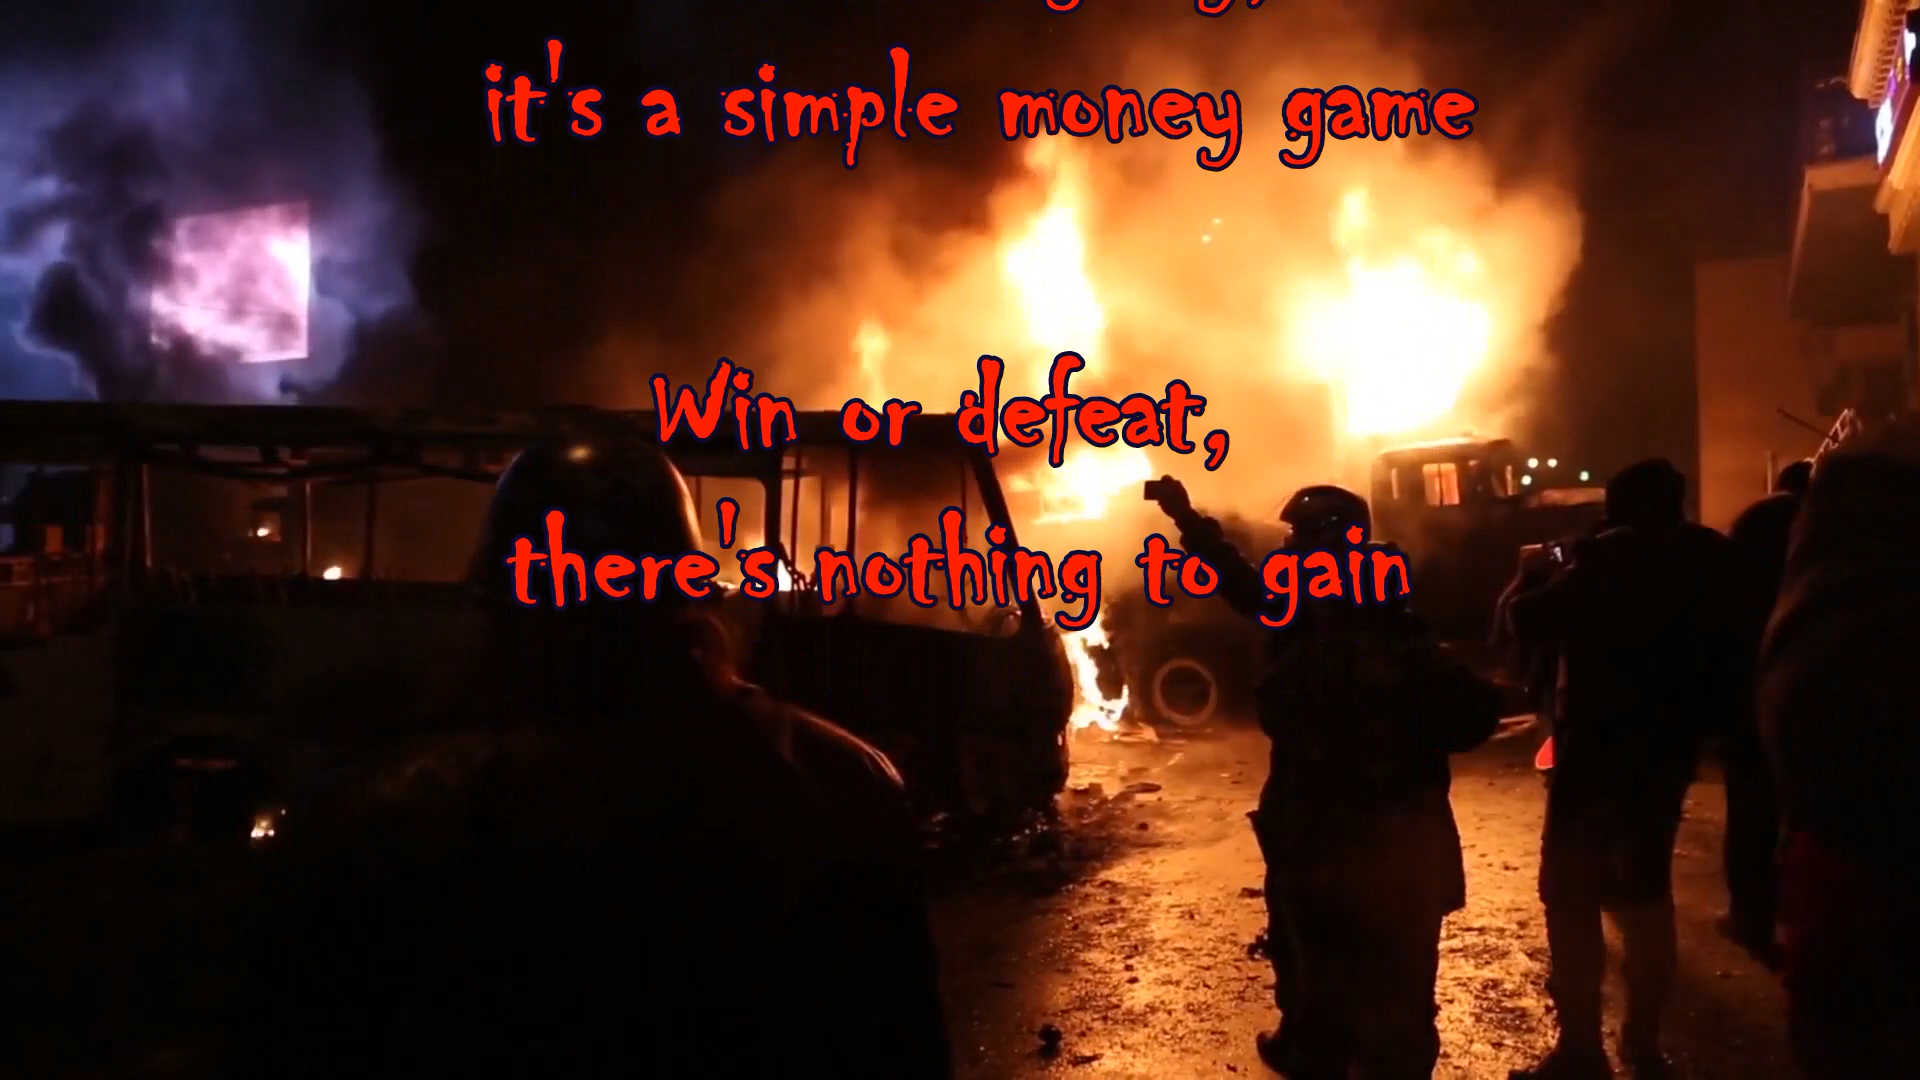 it's a simple money game
Win or defeat,
there's nothing to gain